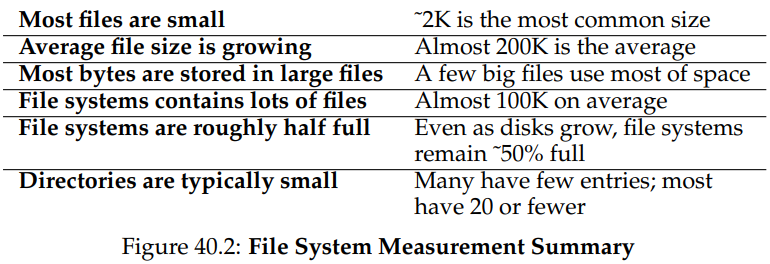 Most files are small ˜2K is the most common size
Average file size is growing Almost 200K is the average
Most bytes are stored in large files A few big files use most of space
File systems contains lots of files Almost 100K on average
File systems are roughly half full Even as disks grow, file systems
remain ˜50% full
Directories are typically small Many have few entries; most
have 20 or fewer
Figure 40.2: File System Measurement Summary